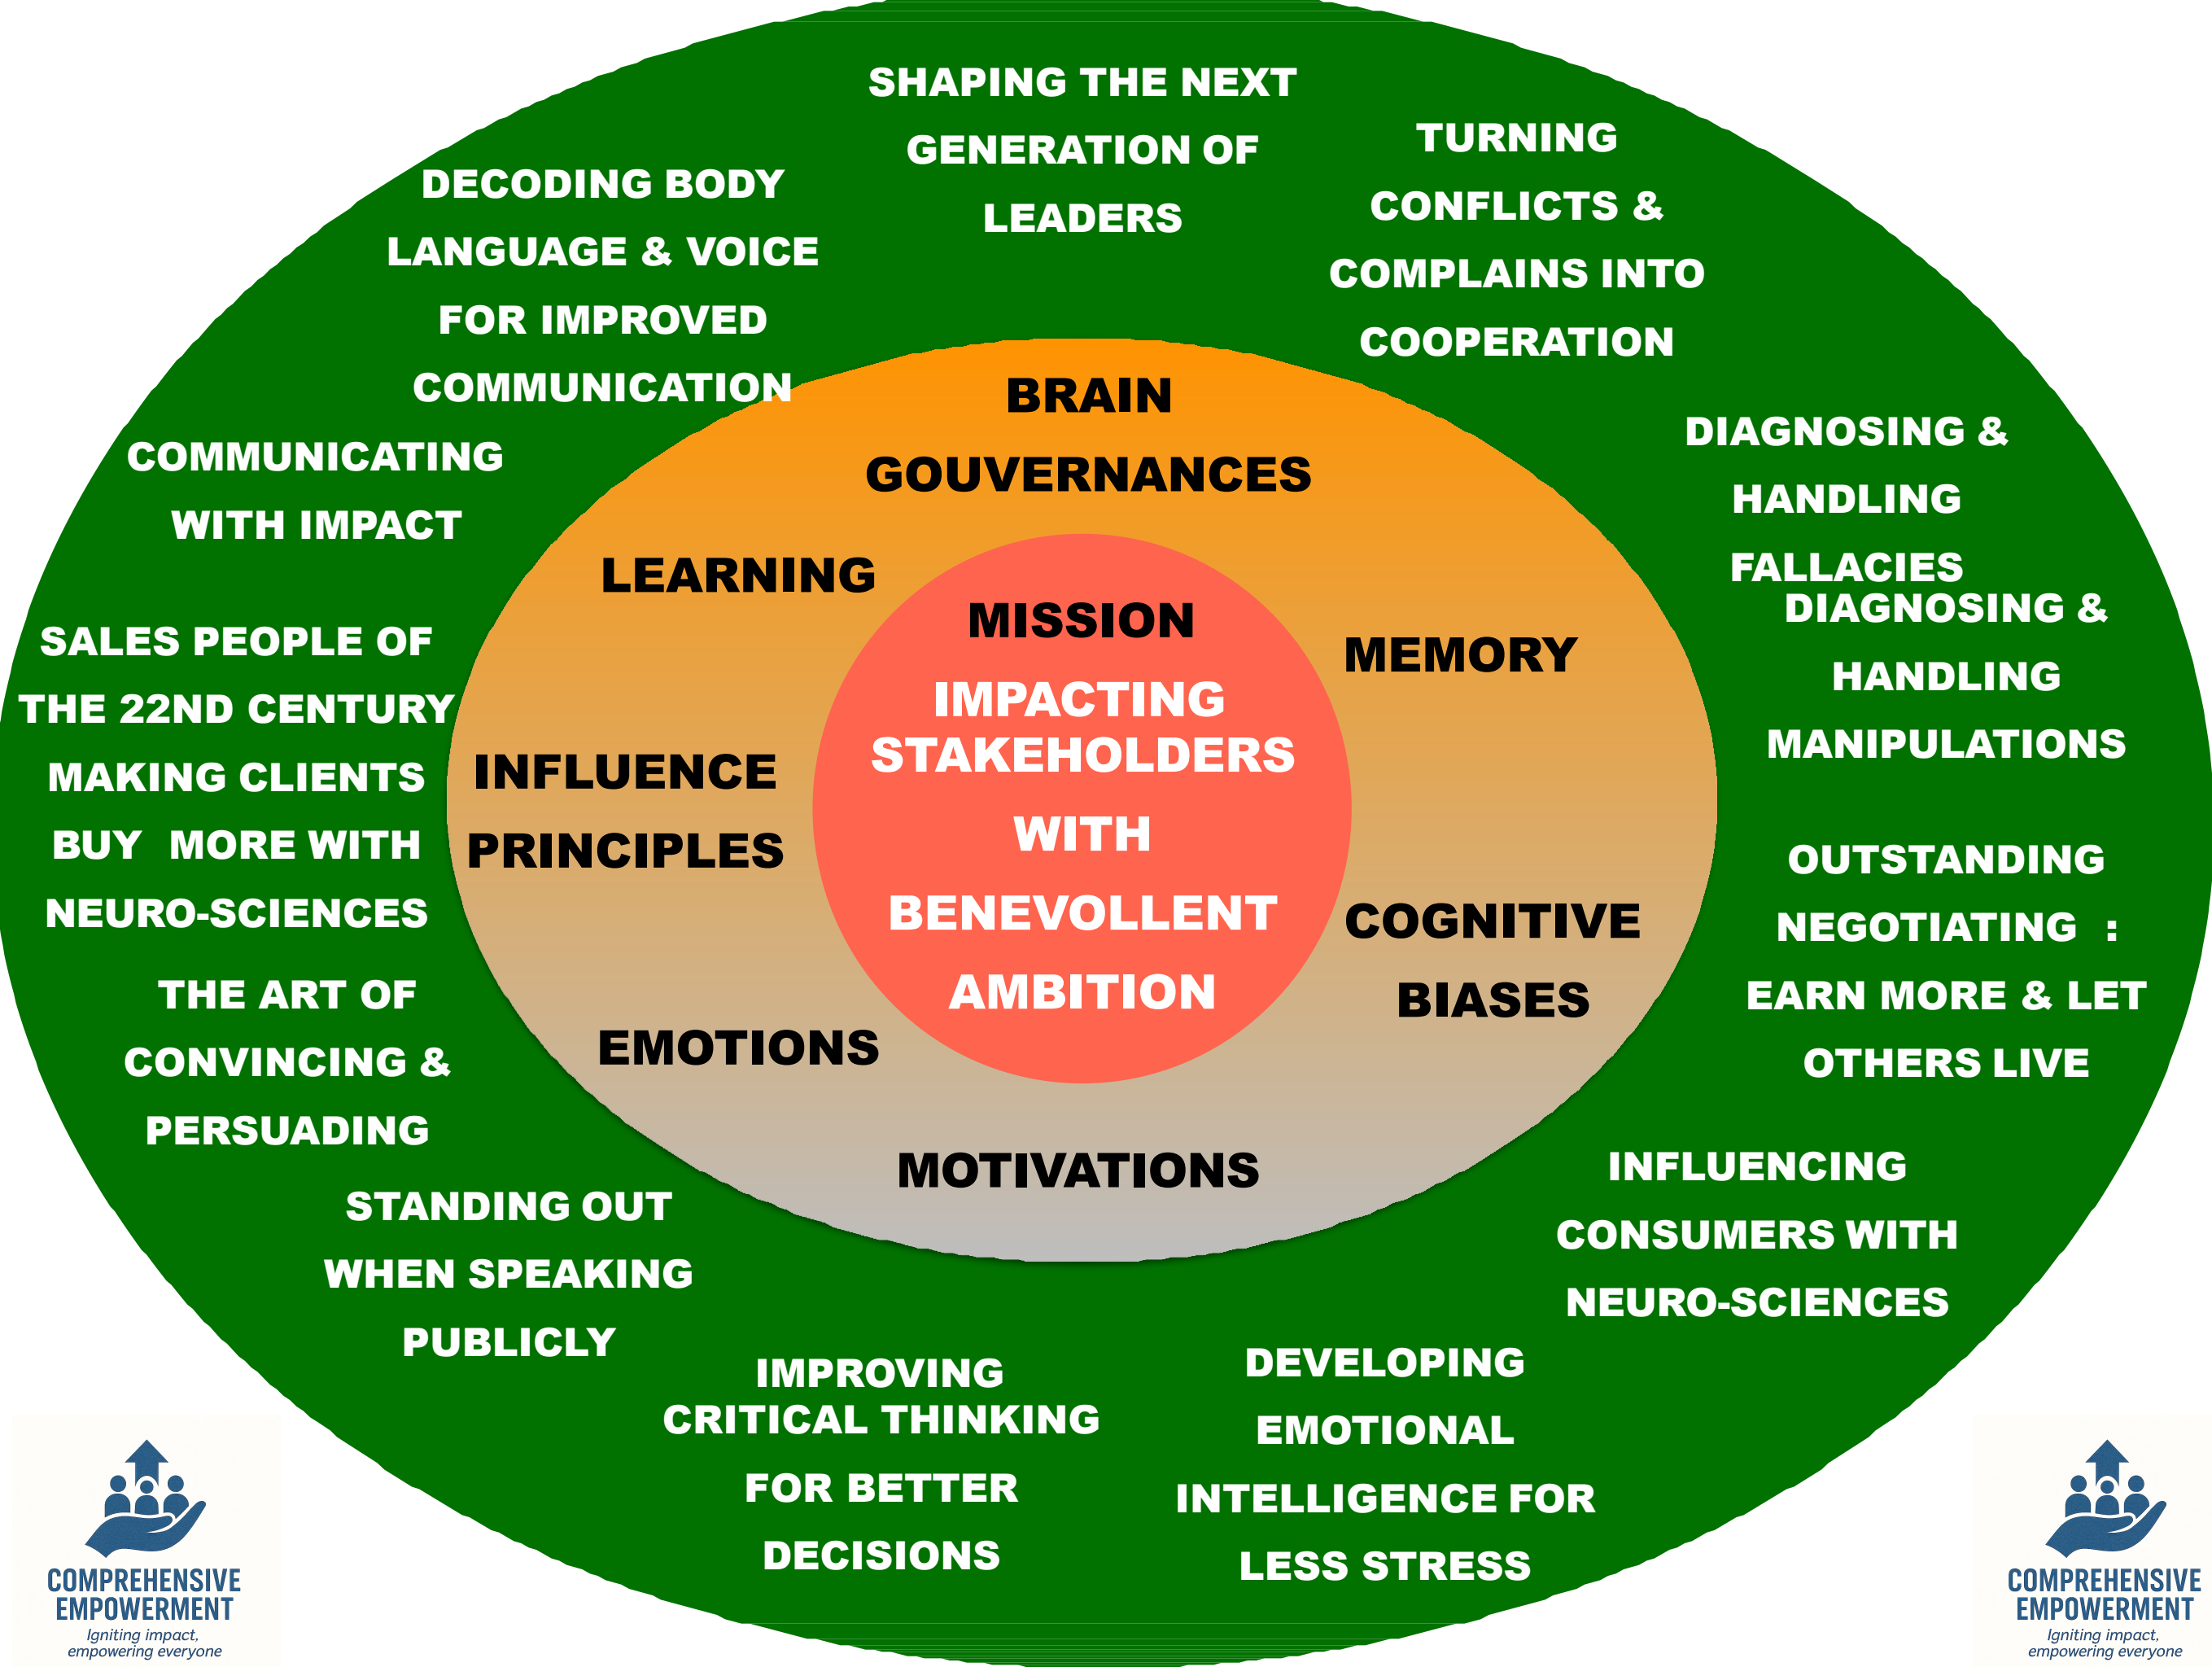 SHAPING THE NEXT
GENERATION OF
LEADERS
TURNING
CONFLICTS &
COMPLAINS INTO
COOPERATION
DECODING BODY
LANGUAGE & VOICE
FOR IMPROVED
COMMUNICATION
COMMUNICATING
WITH IMPACT
SALES PEOPLE OF
THE 22ND CENTURY
MAKING CLIENTS
BUY MORE WITH
NEURO-SCIENCES
THE ART OF
CONVINCING &
PERSUADING
STANDING OUT
WHEN SPEAKING
PUBLICLY
IMPROVING
CRITICAL THINKING
FOR BETTER
DECISIONS
DEVELOPING
EMOTIONAL
INTELLIGENCE FOR
LESS STRESS
INFLUENCING
CONSUMERS WITH
NEURO-SCIENCES
OUTSTANDING
NEGOTIATING :
EARN MORE & LET
OTHERS LIVE
DIAGNOSING &
HANDLING
MANIPULATIONS
DIAGNOSING &
HANDLING
FALLACIES
BRAIN
GOUVERNANCES
LEARNING
MEMORY
INFLUENCE
PRINCIPLES
COGNITIVE
BIASES
EMOTIONS
MOTIVATIONS
MISSION
IMPACTING
STAKEHOLDERS
WITH
BENEVOLLENT
AMBITION
COMPREHENSIVE
EMPOWERMENT
Igniting impact,
empowering everyone
COMPREHENSIVE
EMPOWERMENT
Igniting impact,
empowering everyone